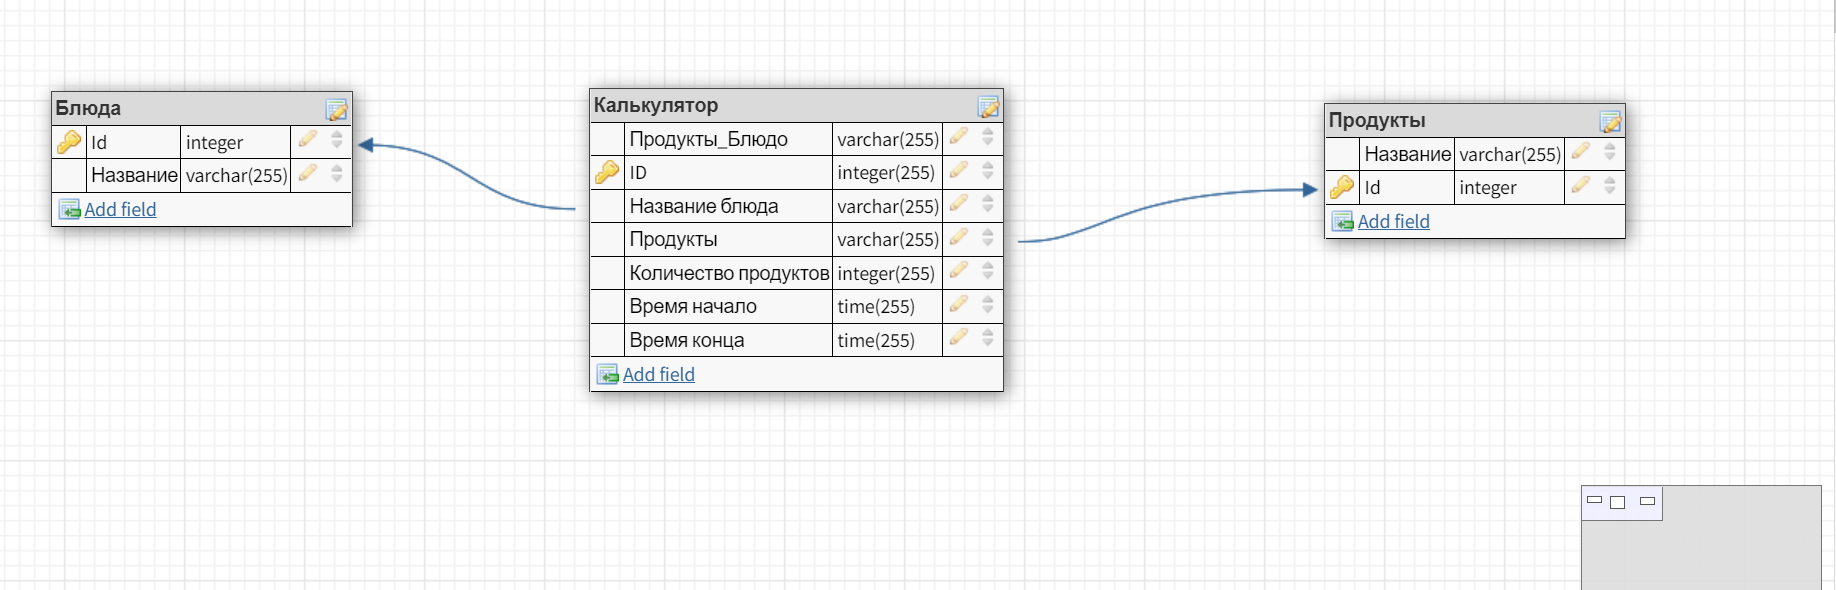 Блюда
Id integer
Название varchar(255)
Add field
Калькулятор
Продукты_Блюдо varchar(255)
ID integer(255)
Название блюда varchar(255)
Продукты varchar(255)
Количество продуктов integer(255)
Время начало time(255)
Время конца time(255)
Add field
Продукты
Название varchar(255)
Id integer
Add field